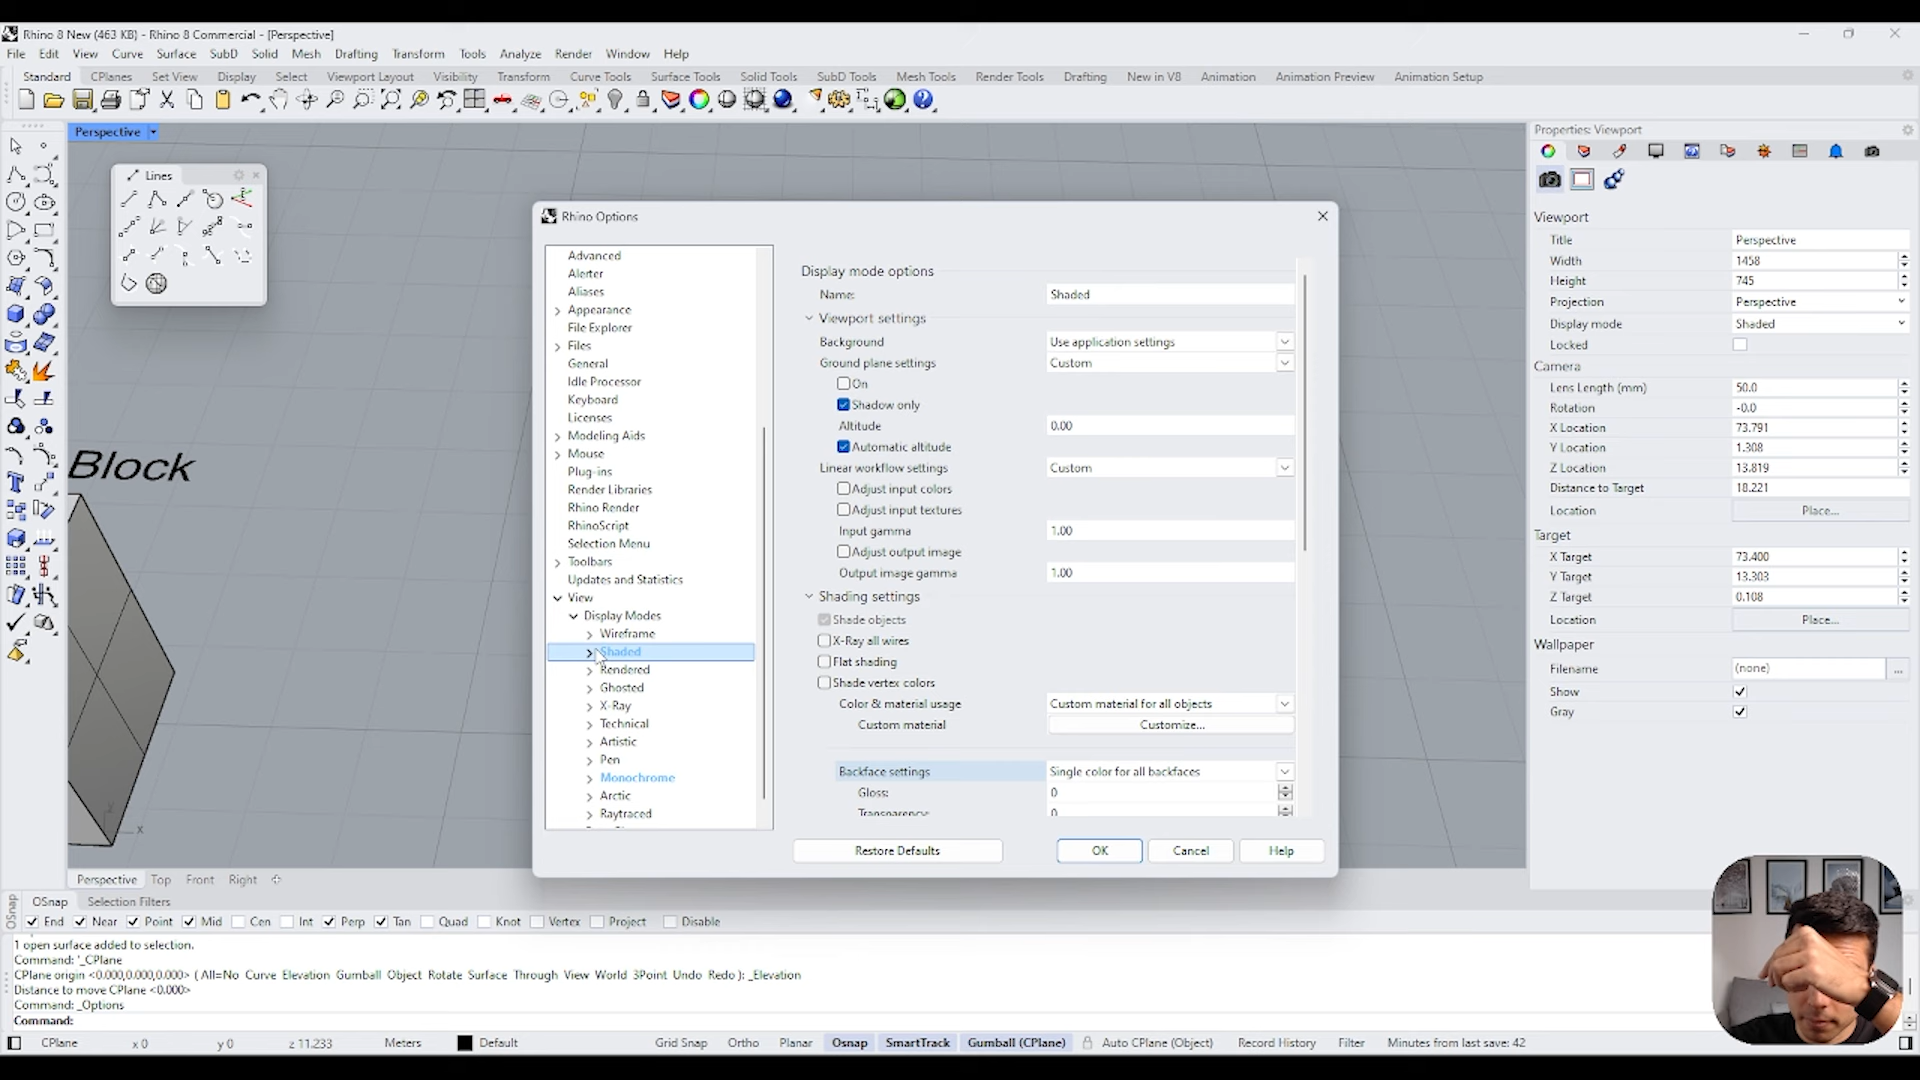 Rhino 8 New (463 KB) - Rhino 8 Commercial - [Perspective]
File Edit View Curve Surface SubD Solid Mesh Drafting Transform Tools Analyze Render Window Help
Standard CPlanes Set View Display Select Viewport Layout Visibility Transform Curve Tools Surface Tools Solid Tools SubD Tools Mesh Tools Render Tools Drafting New in V8 Animation Animation Preview Animation Setup
Perspective
Lines
Block
y
x
Rhino Options
Advanced
Alerter
Aliases
Appearance
File Explorer
Files
General
Idle Processor
Keyboard
Licenses
Modeling Aids
Mouse
Plug-ins
Render Libraries
Rhino Render
RhinoScript
Selection Menu
Toolbars
Updates and Statistics
View
Display Modes
Wireframe
Shaded
Rendered
Ghosted
X-Ray
Technical
Artistic
Pen
Monochrome
Arctic
Raytraced
Display mode options
Name: Shaded
Viewport settings
Background Use application settings
Ground plane settings Custom
On
Shadow only
Altitude 0.00
Automatic altitude
Linear workflow settings Custom
Adjust input colors
Adjust input textures
Input gamma 1.00
Adjust output image
Output image gamma 1.00
Shading settings
Shade objects
X-Ray all wires
Flat shading
Shade vertex colors
Color & material usage Custom material for all objects
Custom material Customize...
Backface settings Single color for all backfaces
Gloss: 0
Transparency: 0
Restore Defaults OK Cancel Help
Properties: Viewport
Viewport
Title Perspective
Width 1458
Height 745
Projection Perspective
Display mode Shaded
Locked
Camera
Lens Length (mm) 50.0
Rotation -0.0
X Location 73.791
Y Location 1.308
Z Location 13.819
Distance to Target 18.221
Location Place...
Target
X Target 73.400
Y Target 13.303
Z Target 0.108
Location Place...
Wallpaper
Filename (none) ...
Show
Gray
Perspective Top Front Right
OSnap
OSnap Selection Filters
End Near Point Mid Cen Int Perp Tan Quad Knot Vertex Project Disable
1 open surface added to selection.
Command: '_CPlane
CPlane origin <0.000,0.000,0.000> ( All=No Curve Elevation Gumball Object Rotate Surface Through View World 3Point Undo Redo ): _Elevation
Distance to move CPlane <0.000>
Command: _Options
Command:
CPlane x 0 y 0 z 11.233 Meters Default Grid Snap Ortho Planar Osnap SmartTrack Gumball (CPlane) Auto CPlane (Object) Record History Filter Minutes from last save: 42